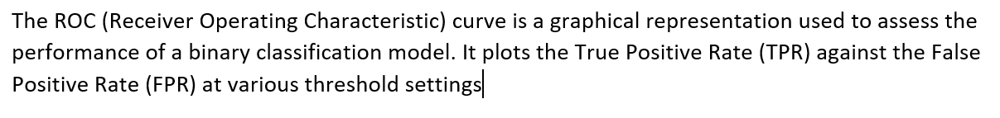 The ROC (Receiver Operating Characteristic) curve is a graphical representation used to assess the
performance of a binary classification model. It plots the True Positive Rate (TPR) against the False
Positive Rate (FPR) at various threshold settings